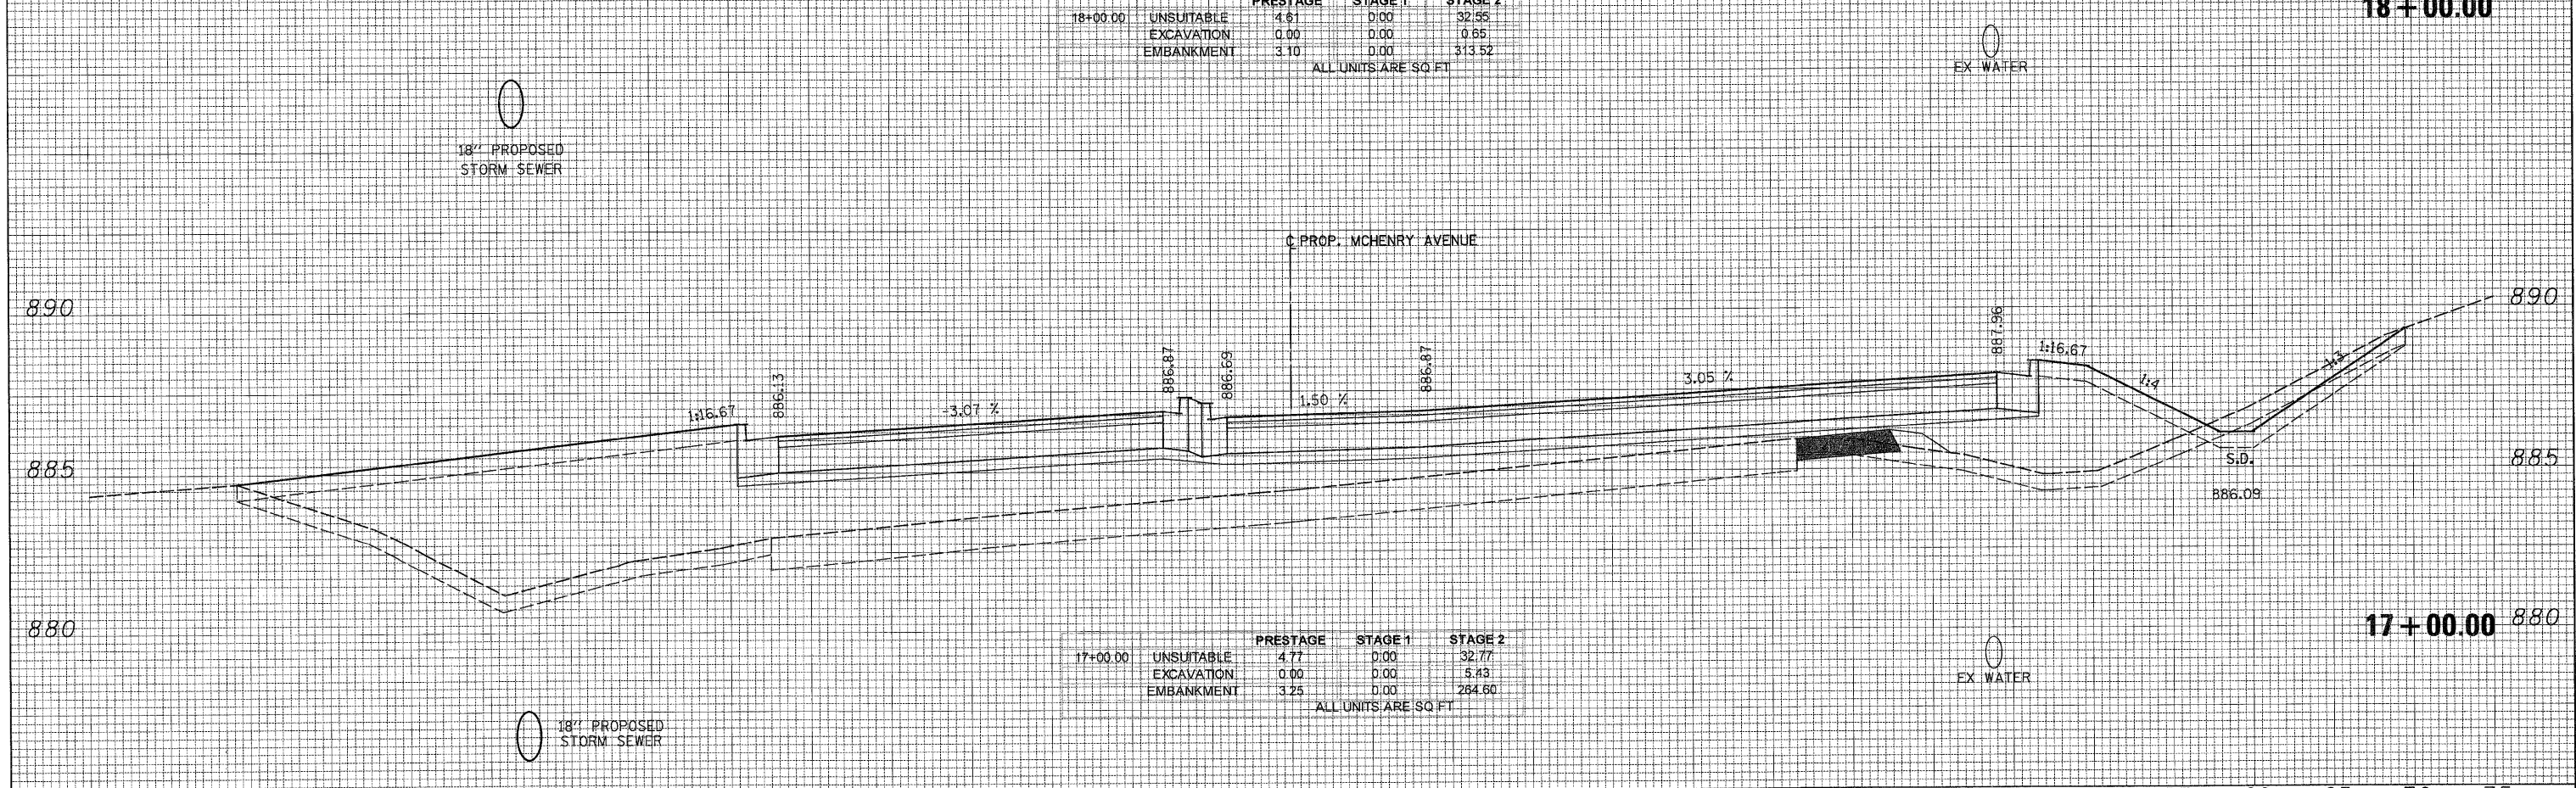 PRESTAGE STAGE 1 STAGE 2
18+00.00 UNSUITABLE 4.61 0.00 32.55
EXCAVATION 0.00 0.00 0.65
EMBANKMENT 3.10 0.00 313.52
ALL UNITS ARE SQ FT
18+00.00
EX WATER
18" PROPOSED
STORM SEWER
℄ PROP. MCHENRY AVENUE
890
890
1:16.67
886.13
-3.07 %
886.87
886.69
1.50 %
886.87
3.05 %
887.96
1:16.67
1:4
1:3
S.D.
886.09
885
885
880
17+00.00
880
PRESTAGE STAGE 1 STAGE 2
17+00.00 UNSUITABLE 4.77 0.00 32.77
EXCAVATION 0.00 0.00 5.43
EMBANKMENT 3.25 0.00 264.60
ALL UNITS ARE SQ FT
EX WATER
18" PROPOSED
STORM SEWER